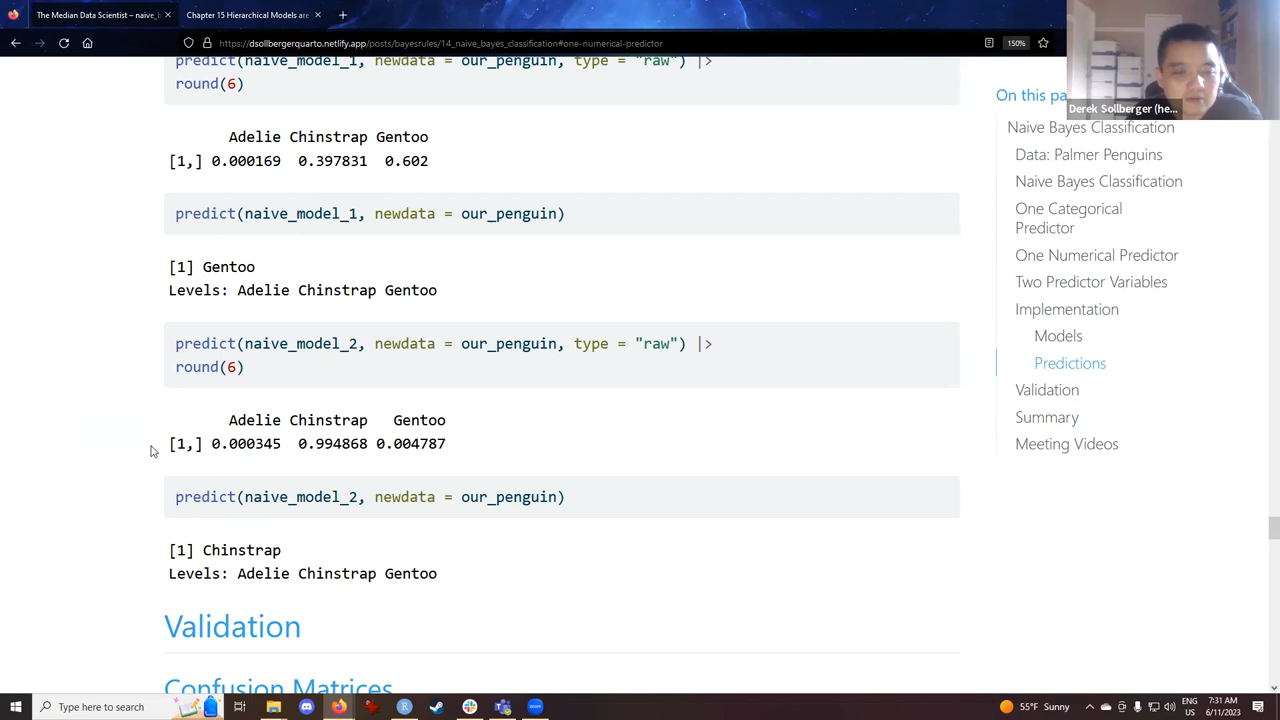 The Median Data Scientist – naive_b
Chapter 15 Hierarchical Models are
https://dsollbergerquarto.netlify.app/posts/bayesrules/14_naive_bayes_classification#one-numerical-predictor
150%
predict(naive_model_1, newdata = our_penguin, type = "raw") |>
round(6)
Adelie Chinstrap Gentoo
[1,] 0.000169 0.397831 0.602
predict(naive_model_1, newdata = our_penguin)
[1] Gentoo
Levels: Adelie Chinstrap Gentoo
predict(naive_model_2, newdata = our_penguin, type = "raw") |>
round(6)
Adelie Chinstrap Gentoo
[1,] 0.000345 0.994868 0.004787
predict(naive_model_2, newdata = our_penguin)
[1] Chinstrap
Levels: Adelie Chinstrap Gentoo
Validation
Confusion Matrices
On this pa
Derek Sollberger (he...
Naive Bayes Classification
Data: Palmer Penguins
Naive Bayes Classification
One Categorical
Predictor
One Numerical Predictor
Two Predictor Variables
Implementation
Models
Predictions
Validation
Summary
Meeting Videos
Type here to search
zoom
55°F Sunny
ENG
US
7:31 AM
6/11/2023